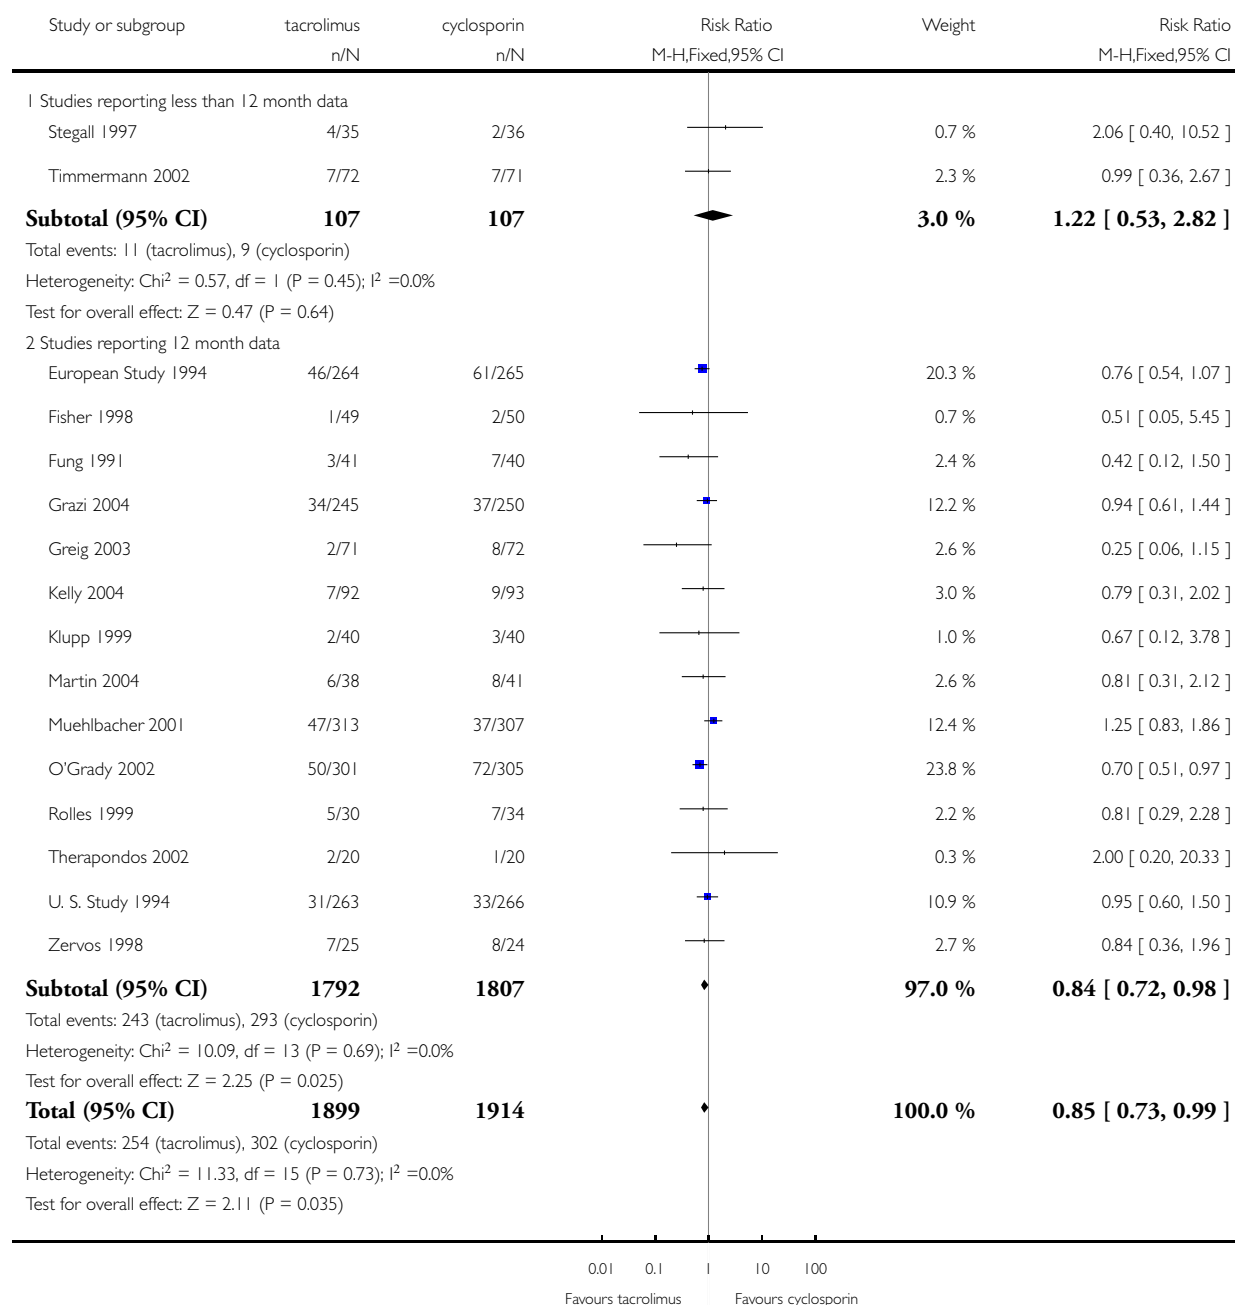 Study or subgroup tacrolimus cyclosporin Risk Ratio Weight Risk Ratio
n/N n/N M-H,Fixed,95% CI M-H,Fixed,95% CI
1 Studies reporting less than 12 month data
Stegall 1997 4/35 2/36 0.7 % 2.06 [ 0.40, 10.52 ]
Timmermann 2002 7/72 7/71 2.3 % 0.99 [ 0.36, 2.67 ]
Subtotal (95% CI) 107 107 3.0 % 1.22 [ 0.53, 2.82 ]
Total events: 11 (tacrolimus), 9 (cyclosporin)
Heterogeneity: Chi² = 0.57, df = 1 (P = 0.45); I² =0.0%
Test for overall effect: Z = 0.47 (P = 0.64)
2 Studies reporting 12 month data
European Study 1994 46/264 61/265 20.3 % 0.76 [ 0.54, 1.07 ]
Fisher 1998 1/49 2/50 0.7 % 0.51 [ 0.05, 5.45 ]
Fung 1991 3/41 7/40 2.4 % 0.42 [ 0.12, 1.50 ]
Grazi 2004 34/245 37/250 12.2 % 0.94 [ 0.61, 1.44 ]
Greig 2003 2/71 8/72 2.6 % 0.25 [ 0.06, 1.15 ]
Kelly 2004 7/92 9/93 3.0 % 0.79 [ 0.31, 2.02 ]
Klupp 1999 2/40 3/40 1.0 % 0.67 [ 0.12, 3.78 ]
Martin 2004 6/38 8/41 2.6 % 0.81 [ 0.31, 2.12 ]
Muehlbacher 2001 47/313 37/307 12.4 % 1.25 [ 0.83, 1.86 ]
O'Grady 2002 50/301 72/305 23.8 % 0.70 [ 0.51, 0.97 ]
Rolles 1999 5/30 7/34 2.2 % 0.81 [ 0.29, 2.28 ]
Therapondos 2002 2/20 1/20 0.3 % 2.00 [ 0.20, 20.33 ]
U. S. Study 1994 31/263 33/266 10.9 % 0.95 [ 0.60, 1.50 ]
Zervos 1998 7/25 8/24 2.7 % 0.84 [ 0.36, 1.96 ]
Subtotal (95% CI) 1792 1807 97.0 % 0.84 [ 0.72, 0.98 ]
Total events: 243 (tacrolimus), 293 (cyclosporin)
Heterogeneity: Chi² = 10.09, df = 13 (P = 0.69); I² =0.0%
Test for overall effect: Z = 2.25 (P = 0.025)
Total (95% CI) 1899 1914 100.0 % 0.85 [ 0.73, 0.99 ]
Total events: 254 (tacrolimus), 302 (cyclosporin)
Heterogeneity: Chi² = 11.33, df = 15 (P = 0.73); I² =0.0%
Test for overall effect: Z = 2.11 (P = 0.035)
0.01 0.1 1 10 100
Favours tacrolimus Favours cyclosporin